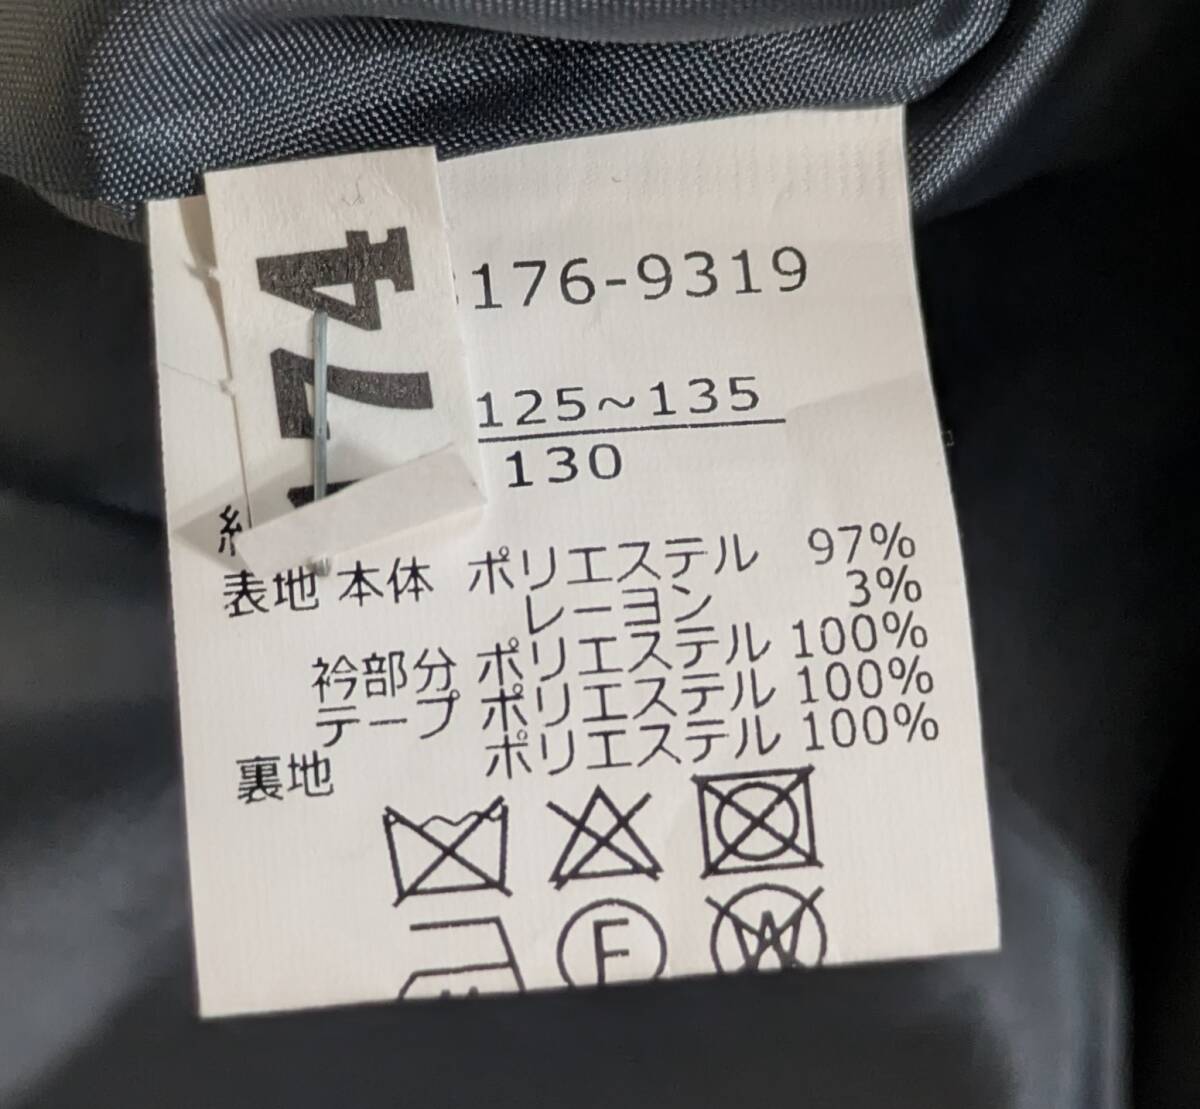 174
176-9319
125~135
130
表地 本体 ポリエステル 97%
レーヨン 3%
衿部分 ポリエステル 100%
テープ ポリエステル 100%
裏地 ポリエステル 100%
F
W